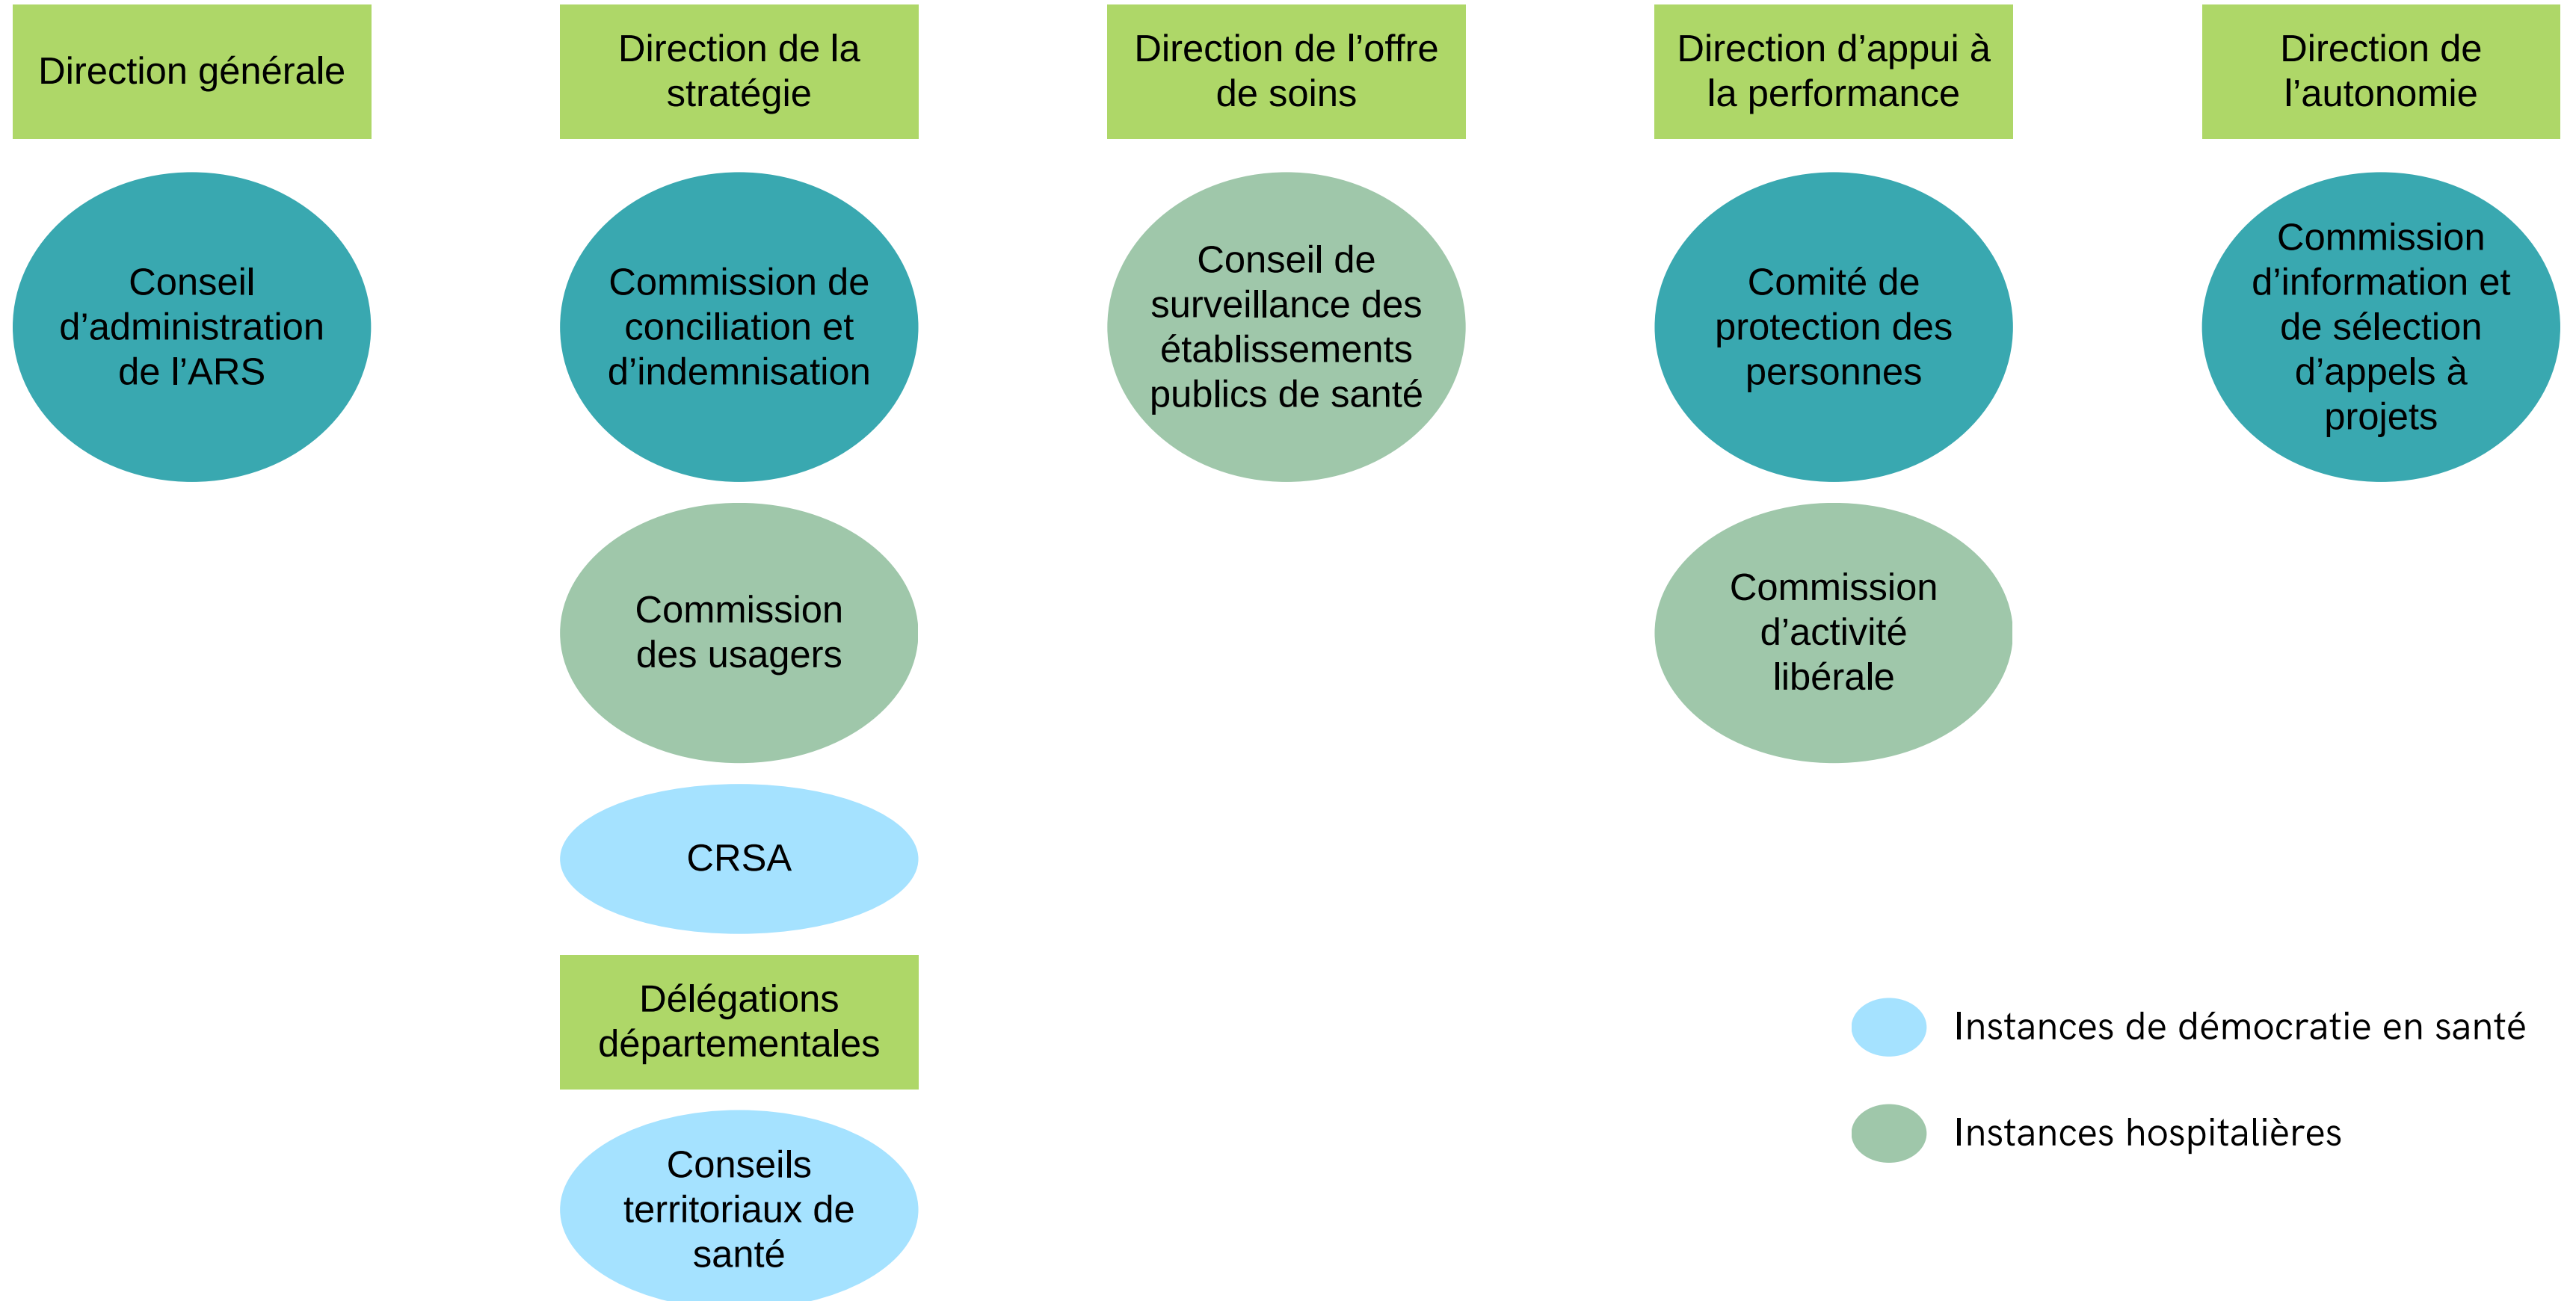 Direction générale
Direction de la
stratégie
Direction de l’offre
de soins
Direction d’appui à
la performance
Direction de
l’autonomie
Conseil
d’administration
de l’ARS
Commission de
conciliation et
d’indemnisation
Conseil de
surveillance des
établissements
publics de santé
Comité de
protection des
personnes
Commission
d’information et
de sélection
d’appels à
projets
Commission
des usagers
Commission
d’activité
libérale
CRSA
Délégations
départementales
Conseils
territoriaux de
santé
Instances de démocratie en santé
Instances hospitalières